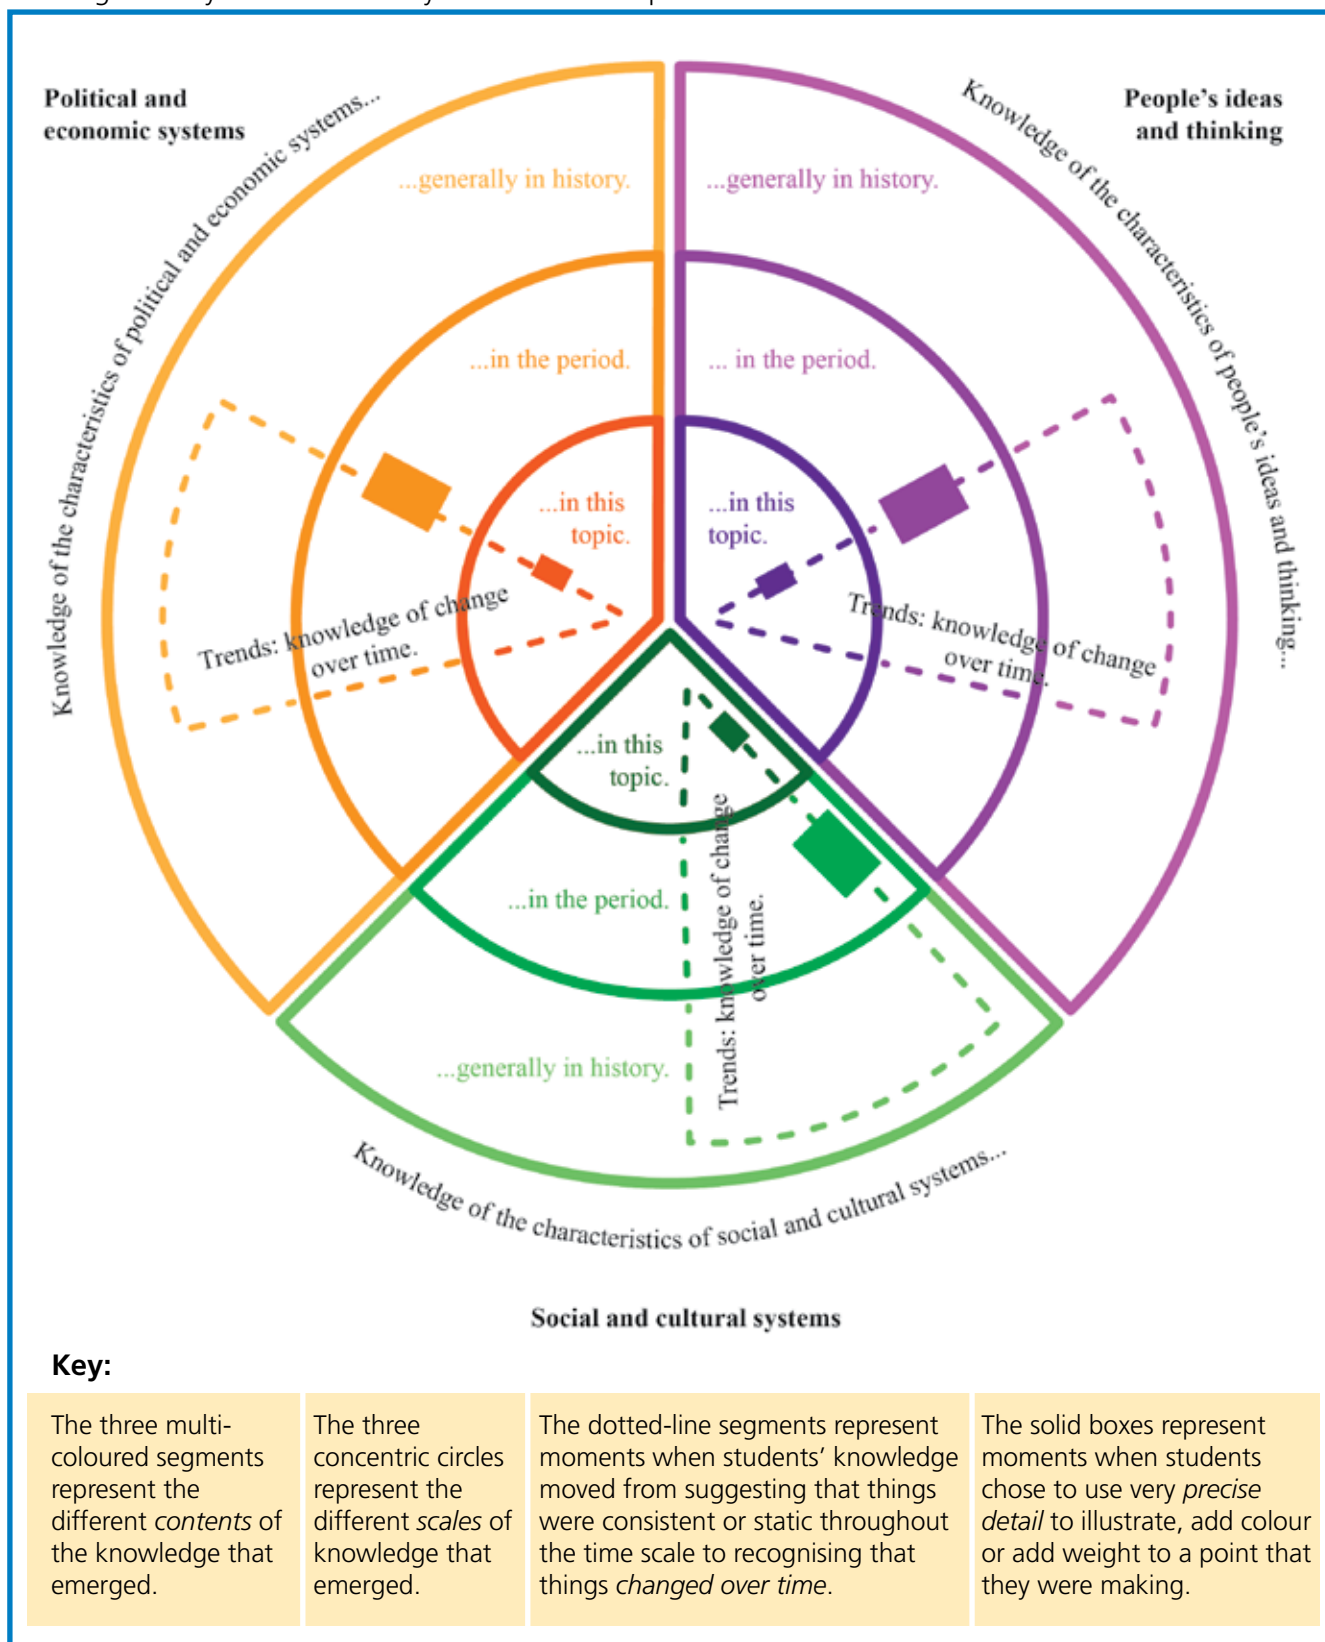 Political and
economic systems
People's ideas
and thinking
Knowledge of the characteristics of political and economic systems...
...generally in history.
...in the period.
...in this
topic.
Trends: knowledge of change
over time.
Knowledge of the characteristics of people's ideas and thinking...
...generally in history.
... in the period.
...in this
topic.
Trends: knowledge of change
over time.
...in this
topic.
...in the period.
...generally in history.
Trends: knowledge of change
over time.
Knowledge of the characteristics of social and cultural systems...
Social and cultural systems
Key:
The three multi-
coloured segments
represent the
different contents of
the knowledge that
emerged.
The three
concentric circles
represent the
different scales of
knowledge that
emerged.
The dotted-line segments represent
moments when students' knowledge
moved from suggesting that things
were consistent or static throughout
the time scale to recognising that
things changed over time.
The solid boxes represent
moments when students
chose to use very precise
detail to illustrate, add colour
or add weight to a point that
they were making.